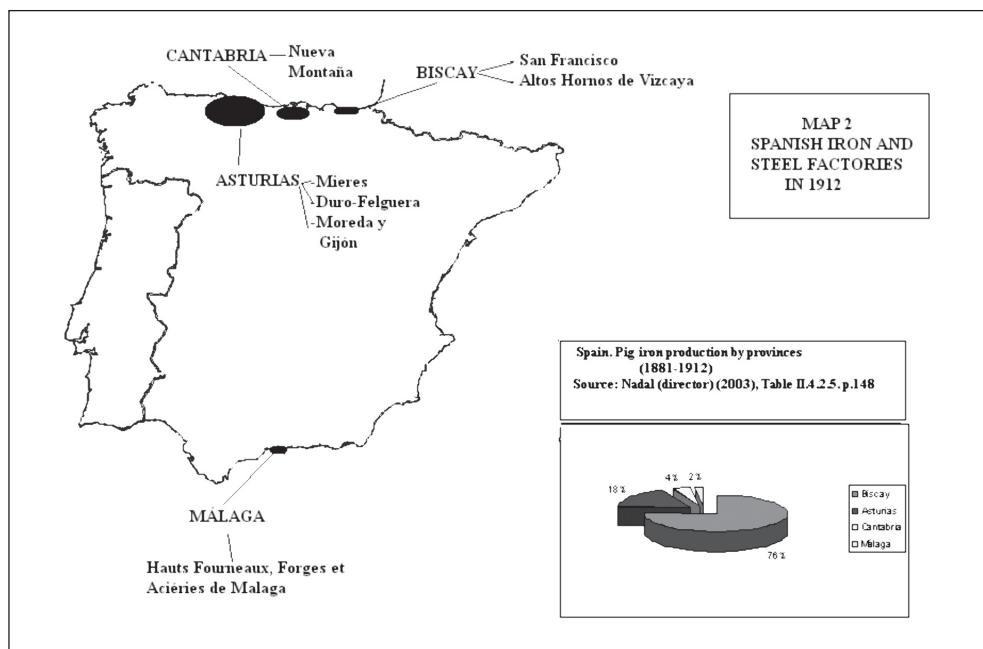 CANTABRIA
Nueva
Montaña
BISCAY
San Francisco
Altos Hornos de Vizcaya
MAP 2
SPANISH IRON AND
STEEL FACTORIES
IN 1912
ASTURIAS
Mieres
Duro-Felguera
Moreda y
Gijón
MÁLAGA
Hauts Fourneaux, Forges et
Aciéries de Malaga
Spain. Pig iron production by provinces
(1881-1912)
Source: Nadal (director) (2003), Table II.4.2.5. p.148
18%
4%
2%
76%
Biscay
Asturias
Cantabria
Málaga